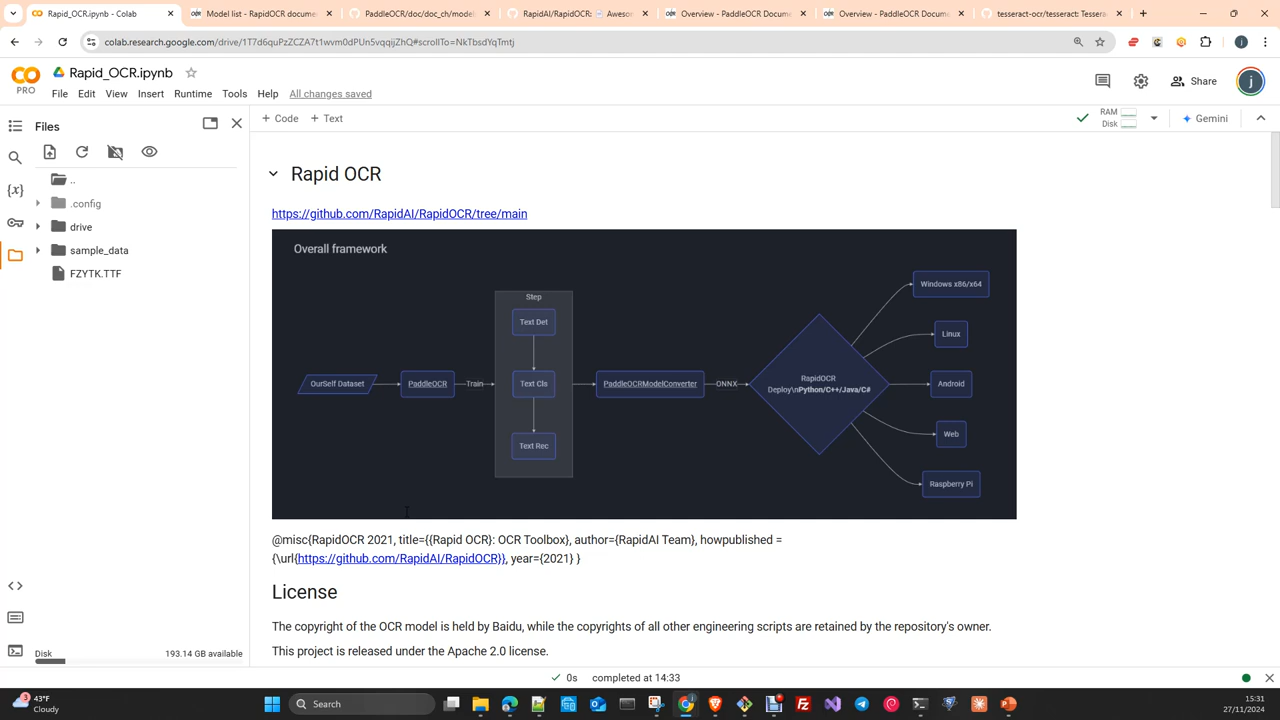 Rapid_OCR.ipynb - Colab
Model list - RapidOCR docume
PaddleOCR/doc/doc_ch/model
RapidAI/RapidOCR: Awesom
Overview - PaddleOCR Docume
Overview - PaddleOCR Docume
tesseract-ocr/tesseract: Tessera
colab.research.google.com/drive/1T7d6quPzZCZA7t1wvm0dPUn5vqqijZhQ#scrollTo=NkTbsdYqTmtj
Rapid_OCR.ipynb
PRO
File Edit View Insert Runtime Tools Help All changes saved
Share
j
Files
+ Code + Text
RAM
Disk
Gemini
..
.config
drive
sample_data
FZYTK.TTF
Rapid OCR
https://github.com/RapidAI/RapidOCR/tree/main
Overall framework
Step
Text Det
Text Cls
Text Rec
OurSelf Dataset
PaddleOCR
Train
PaddleOCRModelConverter
ONNX
RapidOCR
Deploy\nPython/C++/Java/C#
Windows x86/x64
Linux
Android
Web
Raspberry Pi
@misc{RapidOCR 2021, title={{Rapid OCR}: OCR Toolbox}, author={RapidAI Team}, howpublished =
{\url{https://github.com/RapidAI/RapidOCR}}, year={2021} }
License
The copyright of the OCR model is held by Baidu, while the copyrights of all other engineering scripts are retained by the repository's owner.
This project is released under the Apache 2.0 license.
Disk
193.14 GB available
0s completed at 14:33
3
43°F
Cloudy
Search
15:31
27/11/2024